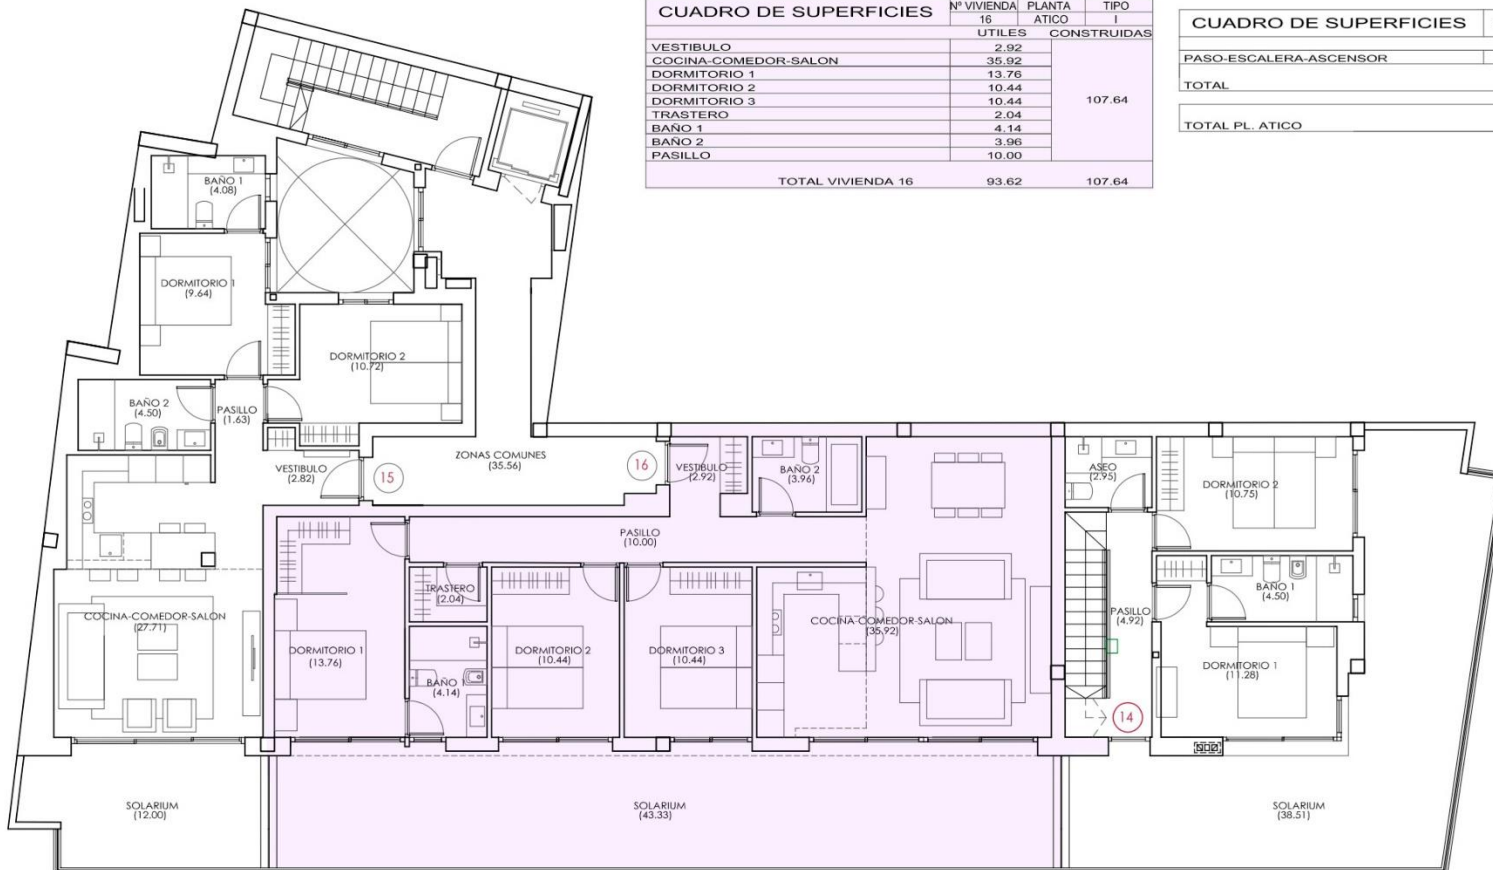 CUADRO DE SUPERFICIES
Nº VIVIENDA PLANTA TIPO
16 ATICO I
UTILES CONSTRUIDAS
VESTIBULO 2.92
COCINA-COMEDOR-SALON 35.92
DORMITORIO 1 13.76
DORMITORIO 2 10.44
DORMITORIO 3 10.44
107.64
TRASTERO 2.04
BAÑO 1 4.14
BAÑO 2 3.96
PASILLO 10.00
TOTAL VIVIENDA 16 93.62 107.64
CUADRO DE SUPERFICIES
PASO-ESCALERA-ASCENSOR
TOTAL
TOTAL PL. ATICO
BAÑO 1
(4.08)
DORMITORIO 1
(9.64)
DORMITORIO 2
(10.72)
BAÑO 2
(4.50)
PASILLO
(1.63)
VESTIBULO
(2.82)
15
ZONAS COMUNES
(35.56)
16
VESTIBULO
(2.92)
BAÑO 2
(3.96)
ASEO
(2.95)
DORMITORIO 2
(10.75)
PASILLO
(10.00)
TRASTERO
(2.04)
BAÑO 1
(4.50)
COCINA-COMEDOR-SALON
(27.71)
DORMITORIO 1
(13.76)
BAÑO 1
(4.14)
DORMITORIO 2
(10.44)
DORMITORIO 3
(10.44)
COCINA-COMEDOR-SALON
(35.92)
PASILLO
(4.92)
DORMITORIO 1
(11.28)
14
SOLARIUM
(12.00)
SOLARIUM
(43.33)
SOLARIUM
(38.51)